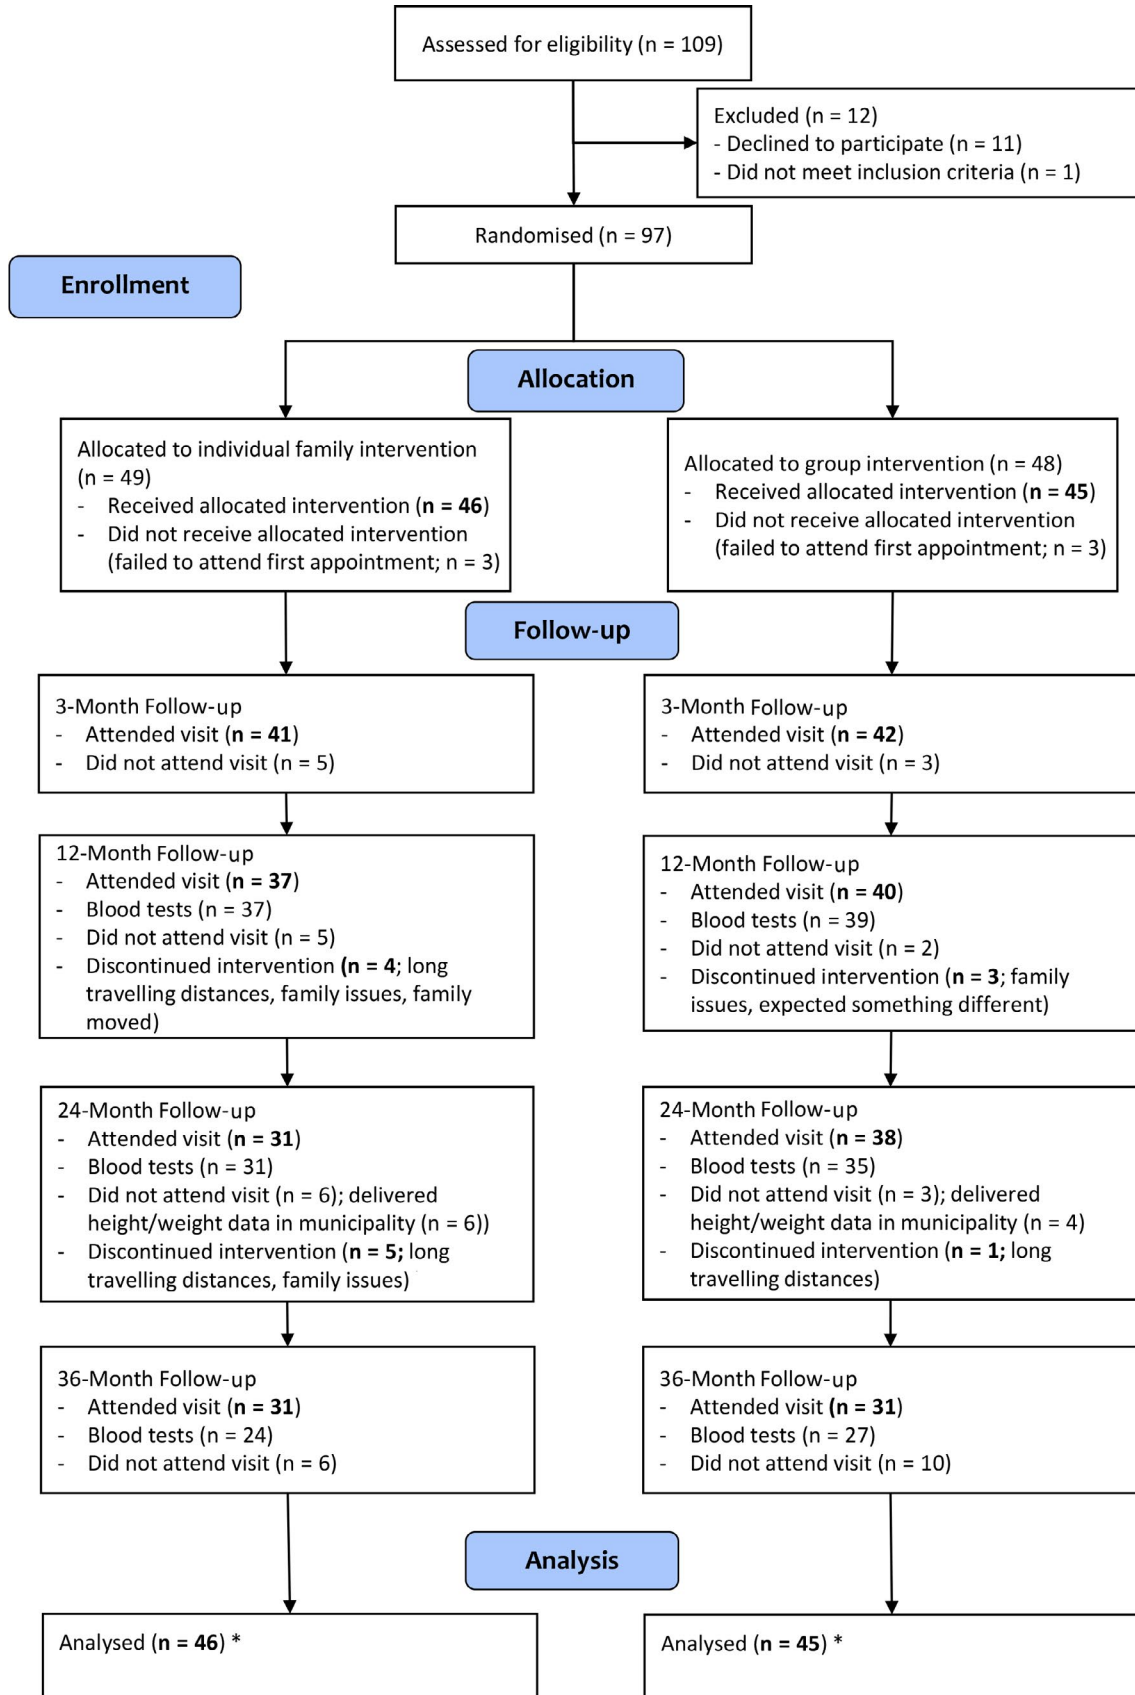 Assessed for eligibility (n = 109)
Excluded (n = 12)
- Declined to participate (n = 11)
- Did not meet inclusion criteria (n = 1)
Randomised (n = 97)
Enrollment
Allocation
Allocated to individual family intervention
(n = 49)
- Received allocated intervention (n = 46)
- Did not receive allocated intervention
(failed to attend first appointment; n = 3)
Allocated to group intervention (n = 48)
- Received allocated intervention (n = 45)
- Did not receive allocated intervention
(failed to attend first appointment; n = 3)
Follow-up
3-Month Follow-up
- Attended visit (n = 41)
- Did not attend visit (n = 5)
3-Month Follow-up
- Attended visit (n = 42)
- Did not attend visit (n = 3)
12-Month Follow-up
- Attended visit (n = 37)
- Blood tests (n = 37)
- Did not attend visit (n = 5)
- Discontinued intervention (n = 4; long
travelling distances, family issues, family
moved)
12-Month Follow-up
- Attended visit (n = 40)
- Blood tests (n = 39)
- Did not attend visit (n = 2)
- Discontinued intervention (n = 3; family
issues, expected something different)
24-Month Follow-up
- Attended visit (n = 31)
- Blood tests (n = 31)
- Did not attend visit (n = 6); delivered
height/weight data in municipality (n = 6))
- Discontinued intervention (n = 5; long
travelling distances, family issues)
24-Month Follow-up
- Attended visit (n = 38)
- Blood tests (n = 35)
- Did not attend visit (n = 3); delivered
height/weight data in municipality (n = 4)
- Discontinued intervention (n = 1; long
travelling distances)
36-Month Follow-up
- Attended visit (n = 31)
- Blood tests (n = 24)
- Did not attend visit (n = 6)
36-Month Follow-up
- Attended visit (n = 31)
- Blood tests (n = 27)
- Did not attend visit (n = 10)
Analysis
Analysed (n = 46) *
Analysed (n = 45) *